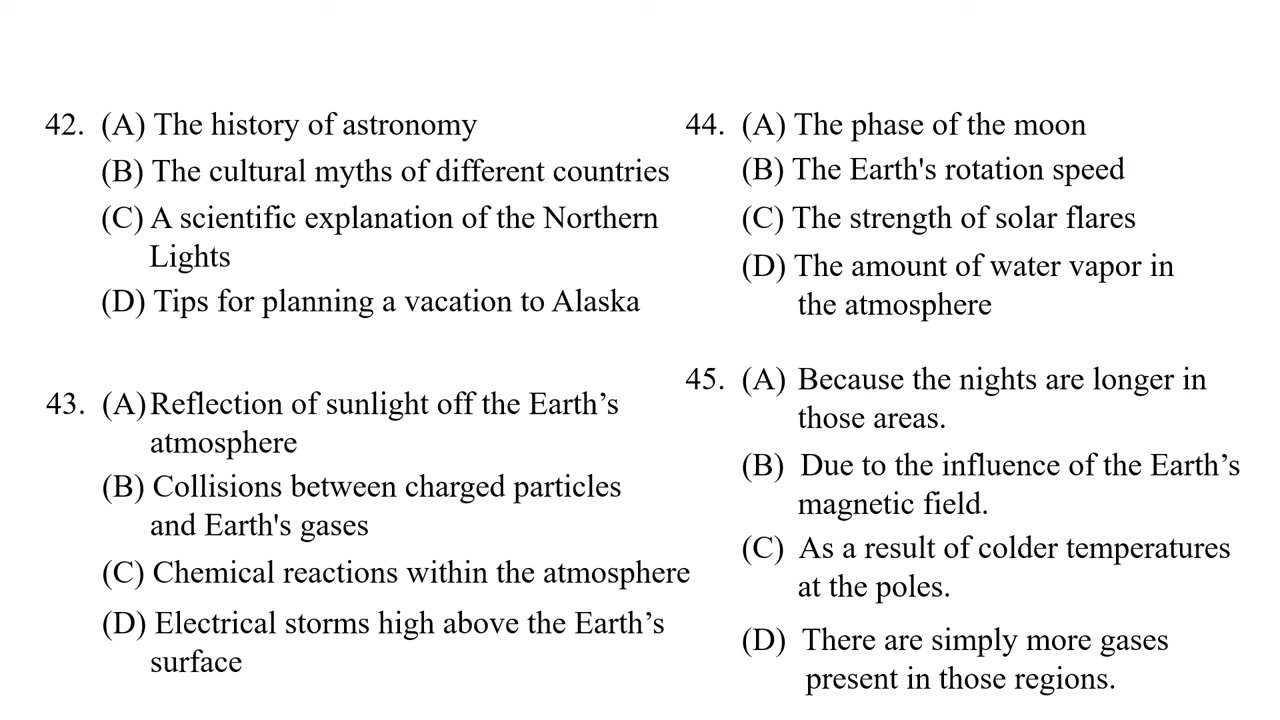 42. (A) The history of astronomy
(B) The cultural myths of different countries
(C) A scientific explanation of the Northern
Lights
(D) Tips for planning a vacation to Alaska
43. (A) Reflection of sunlight off the Earth’s
atmosphere
(B) Collisions between charged particles
and Earth's gases
(C) Chemical reactions within the atmosphere
(D) Electrical storms high above the Earth’s
surface
44. (A) The phase of the moon
(B) The Earth's rotation speed
(C) The strength of solar flares
(D) The amount of water vapor in
the atmosphere
45. (A) Because the nights are longer in
those areas.
(B) Due to the influence of the Earth’s
magnetic field.
(C) As a result of colder temperatures
at the poles.
(D) There are simply more gases
present in those regions.